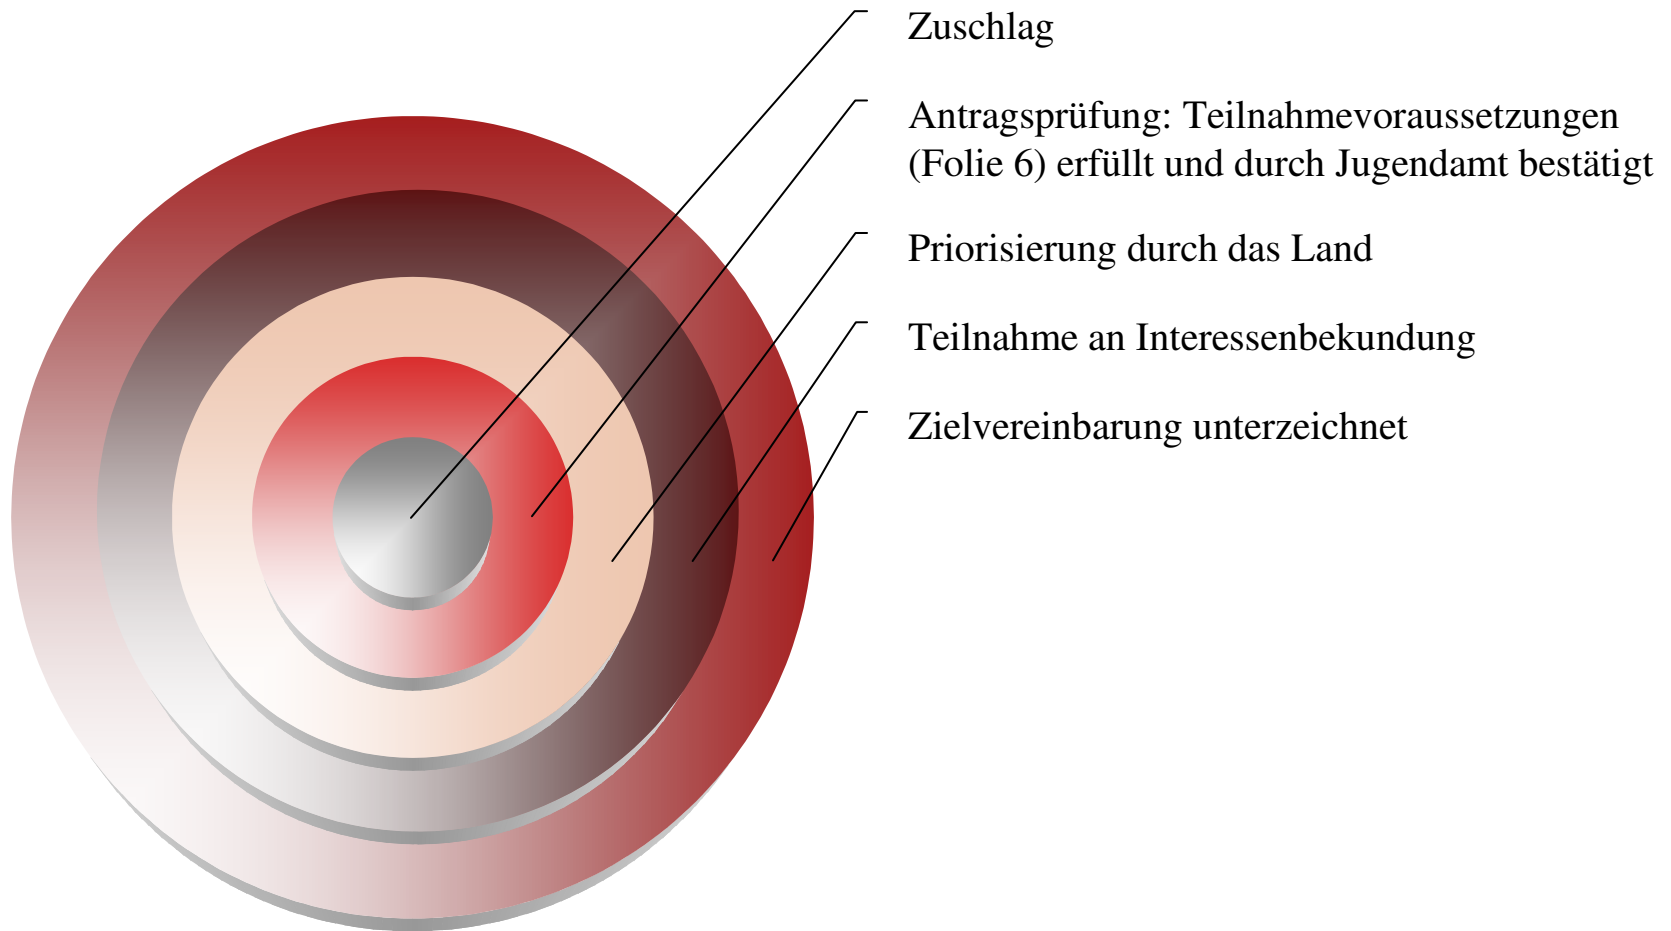 Zuschlag
Antragsprüfung: Teilnahmevoraussetzungen
(Folie 6) erfüllt und durch Jugendamt bestätigt
Priorisierung durch das Land
Teilnahme an Interessenbekundung
Zielvereinbarung unterzeichnet